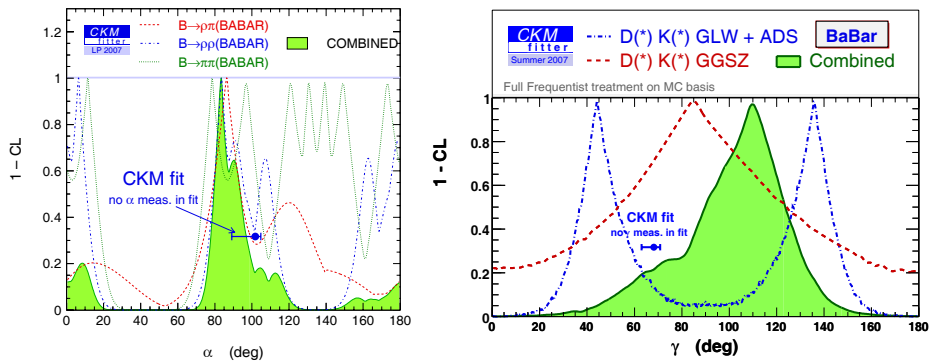 CKM
fitter
LP 2007
B→ρπ(BABAR)
B→ρρ(BABAR)
B→ππ(BABAR)
COMBINED
1.2
1
0.8
0.6
0.4
0.2
0
1 – CL
CKM fit
no α meas. in fit
0 20 40 60 80 100 120 140 160 180
α (deg)
CKM
fitter
Summer 2007
D(*) K(*) GLW + ADS
BaBar
D(*) K(*) GGSZ
Combined
Full Frequentist treatment on MC basis
1
0.8
0.6
0.4
0.2
0
1 - CL
CKM fit
no γ meas. in fit
0 20 40 60 80 100 120 140 160 180
γ (deg)